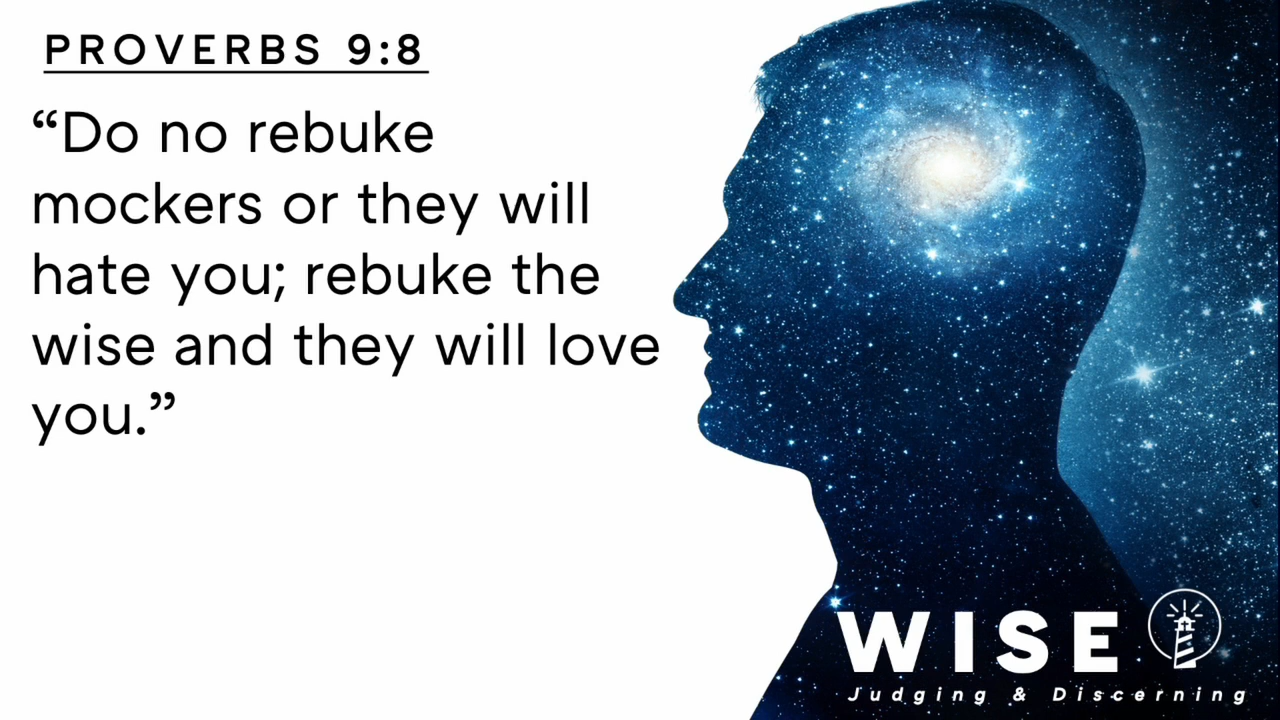 PROVERBS 9:8
“Do no rebuke
mockers or they will
hate you; rebuke the
wise and they will love
you.”
WISE
Judging & Discerning